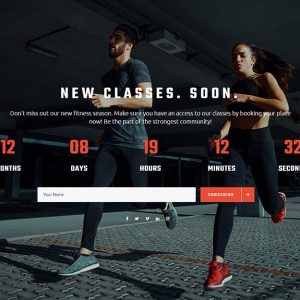 NEW CLASSES. SOON.
Don't miss out our new fitness season. Make sure you have an access to our classes by booking your place
now! Be the part of the strongest community!
12 08 19 12 32
ONTHS DAYS HOURS MINUTES SECON
Your Name SUBSCRIBE